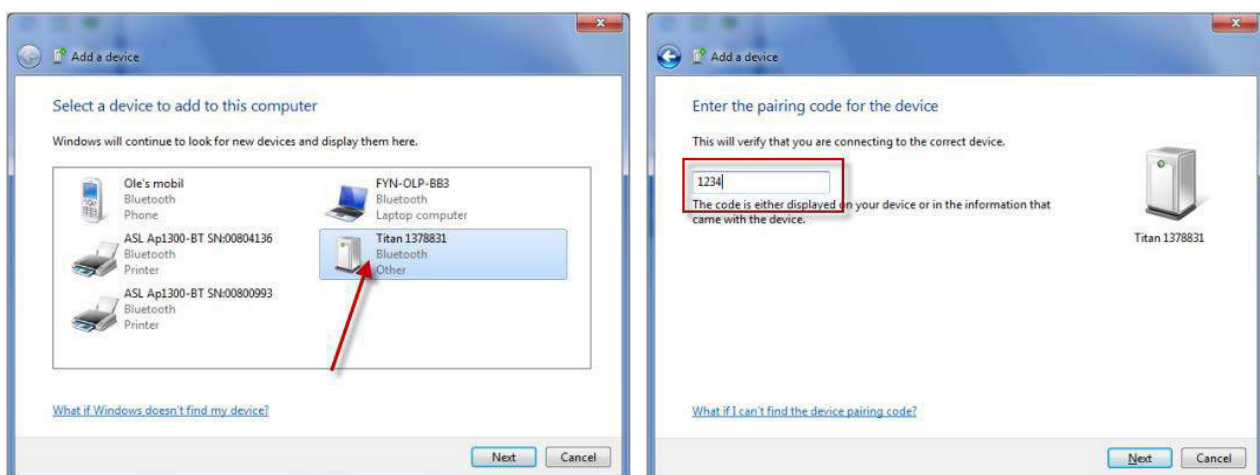 Add a device
Select a device to add to this computer
Windows will continue to look for new devices and display them here.
Ole's mobil
Bluetooth
Phone
FYN-OLP-BB3
Bluetooth
Laptop computer
ASL Ap1300-BT SN:00804136
Bluetooth
Printer
Titan 1378831
Bluetooth
Other
ASL Ap1300-BT SN:00800993
Bluetooth
Printer
What if Windows doesn't find my device?
Next
Cancel
Add a device
Enter the pairing code for the device
This will verify that you are connecting to the correct device.
1234
The code is either displayed on your device or in the information that
came with the device.
Titan 1378831
What if I can't find the device pairing code?
Next
Cancel